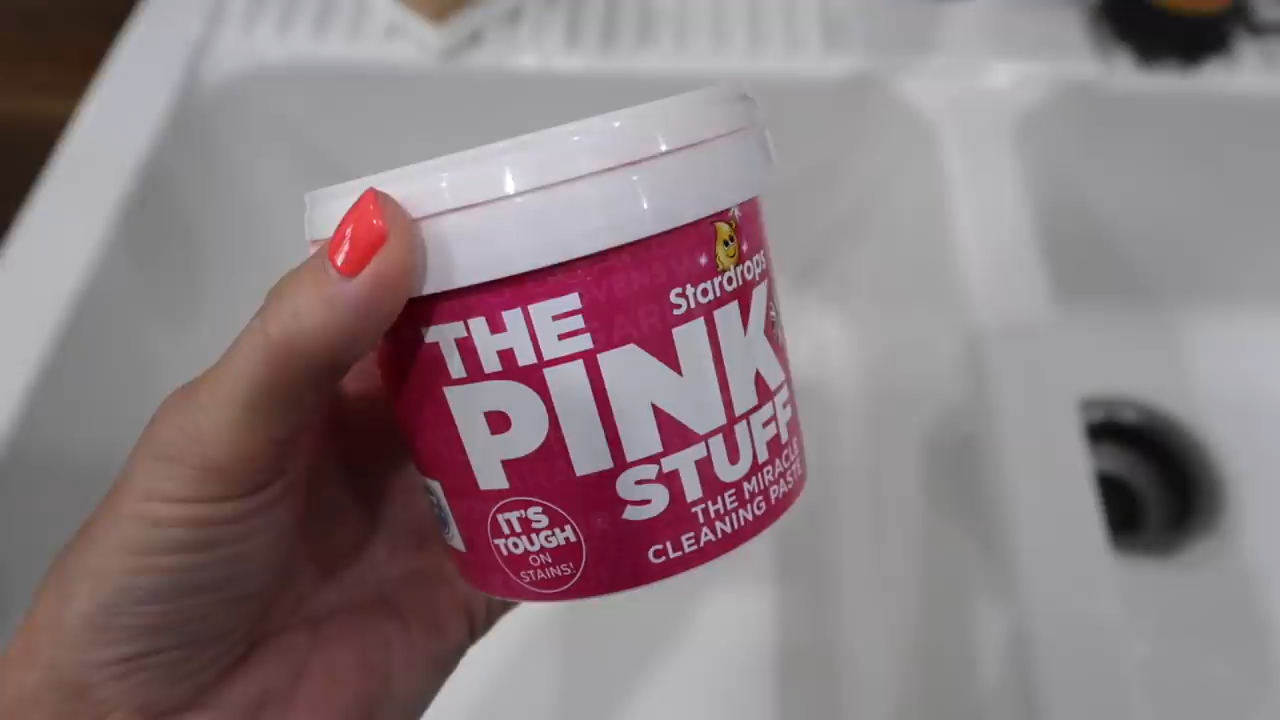 Stardrops
THE
PINK
STUFF
THE MIRACLE
CLEANING PASTE
IT'S
TOUGH
ON
STAINS!